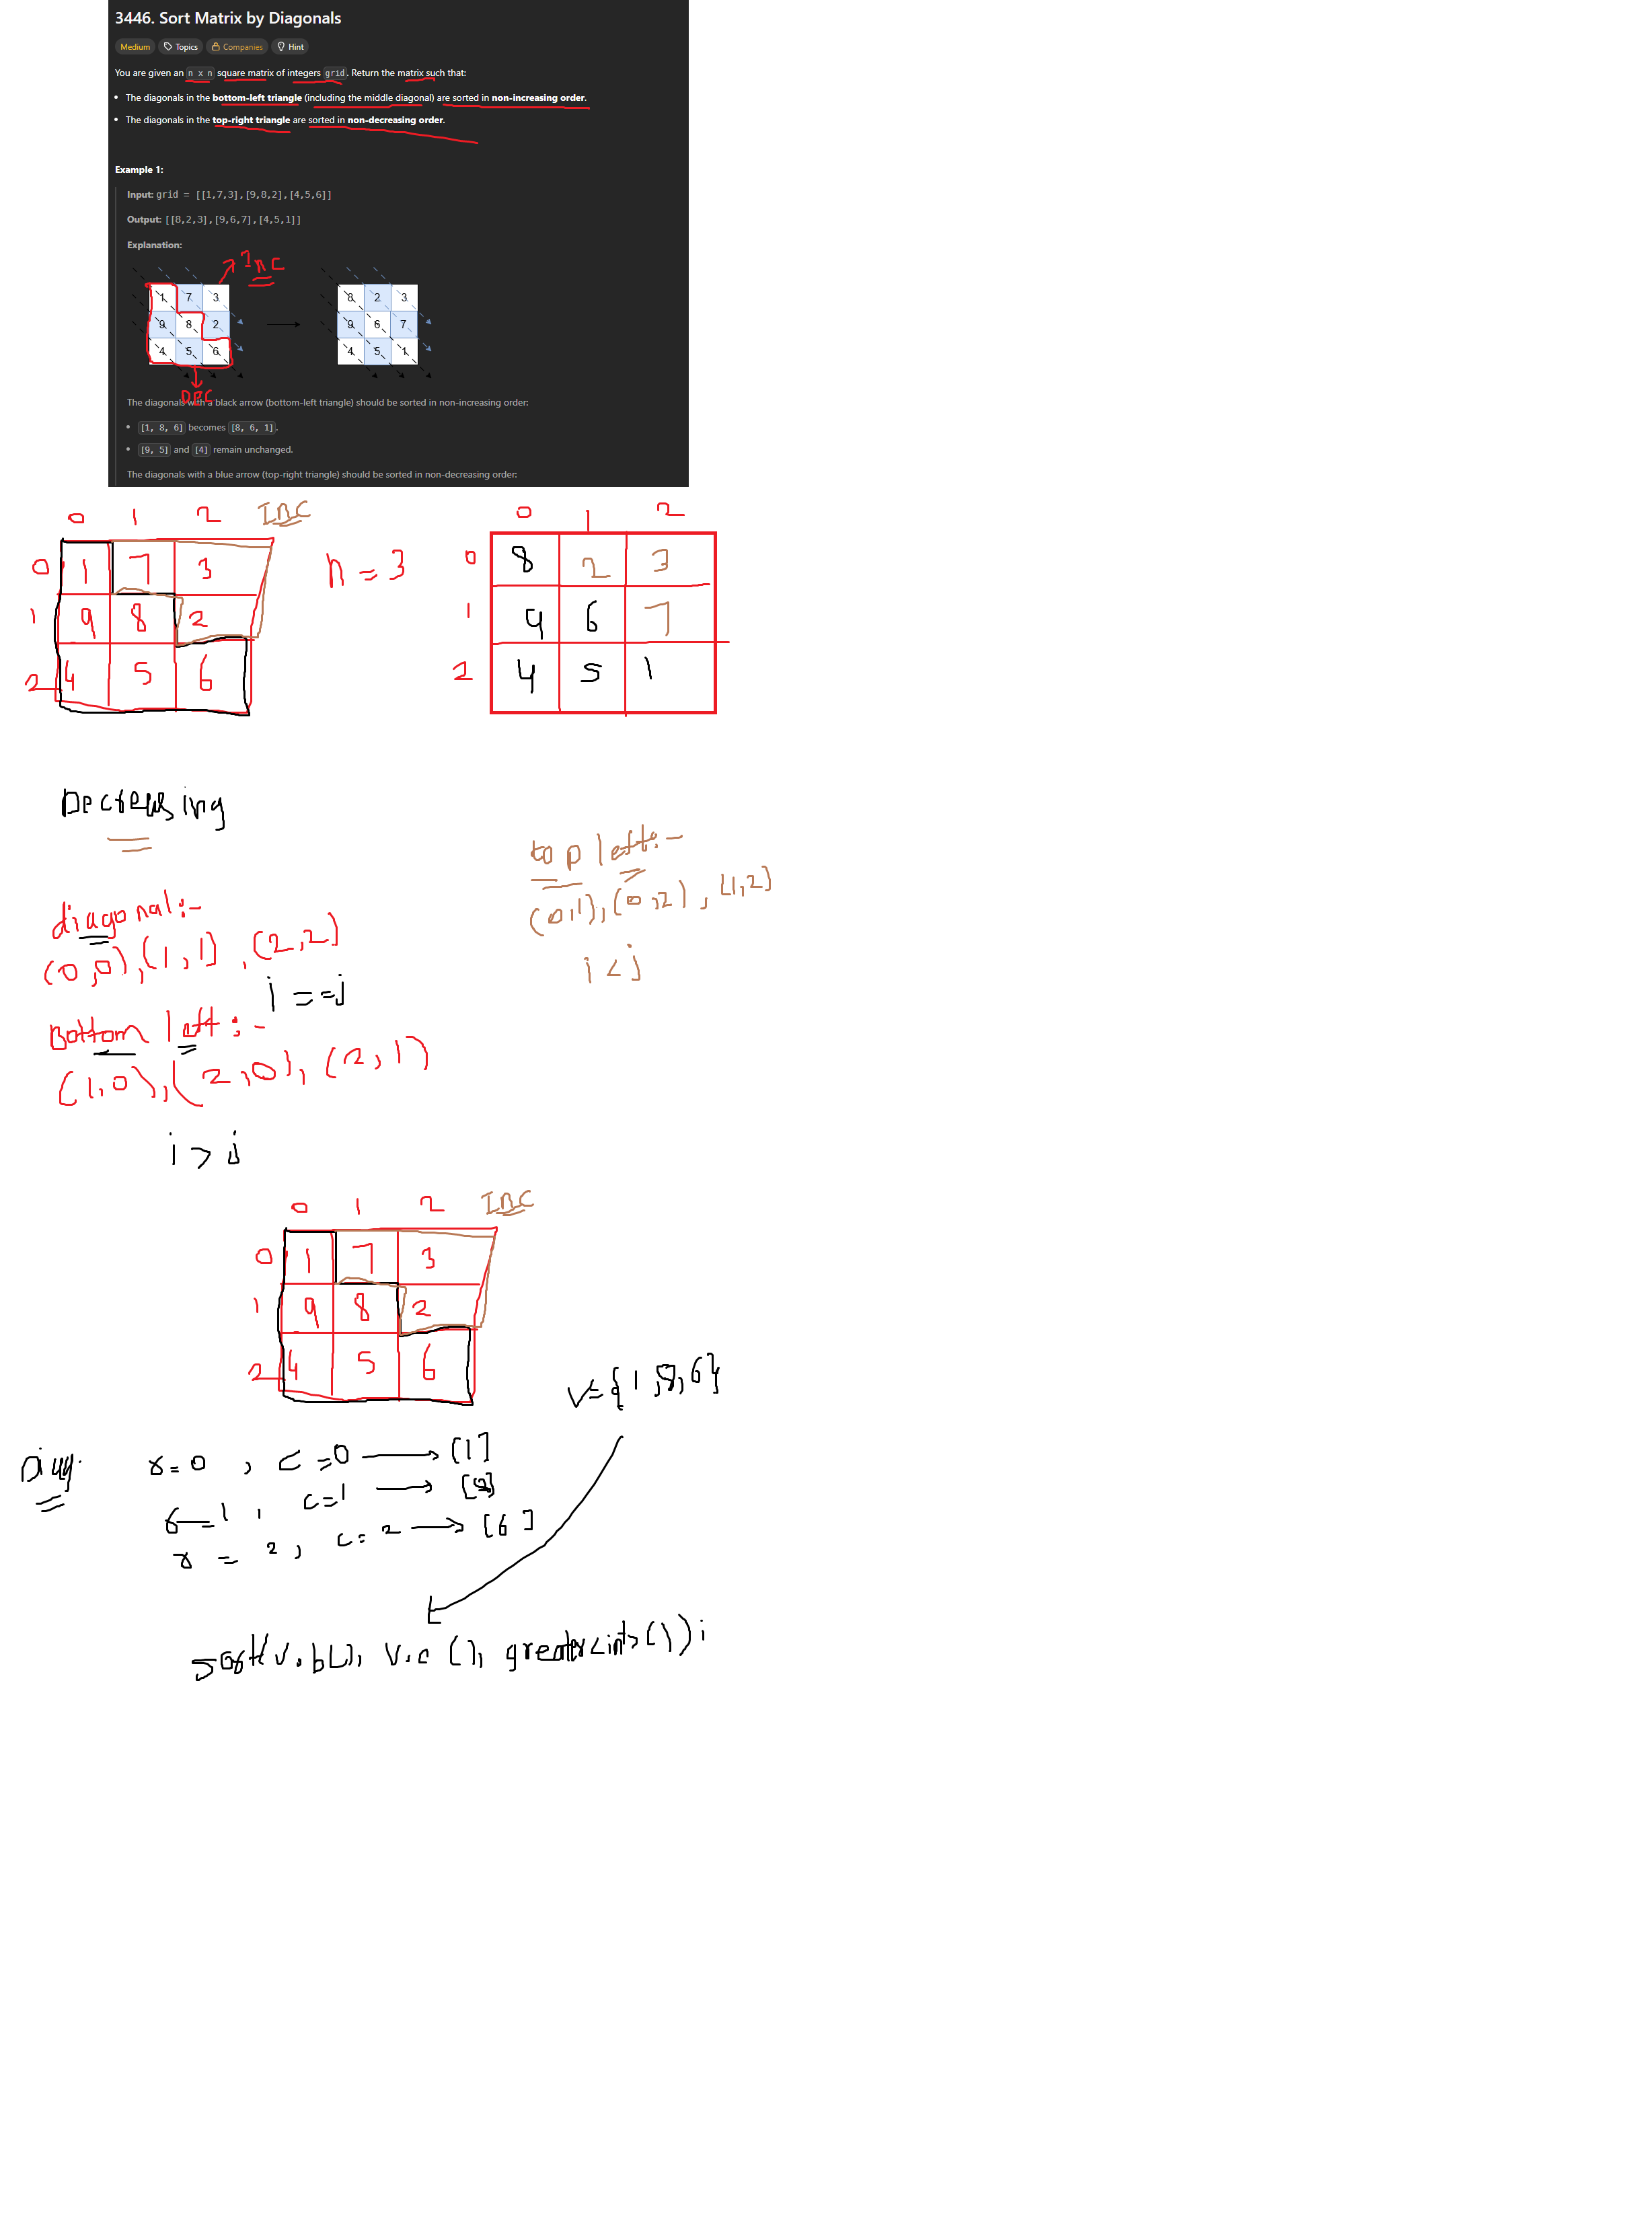 3446. Sort Matrix by Diagonals
Medium Topics Companies Hint
You are given an n x n square matrix of integers grid. Return the matrix such that:
• The diagonals in the bottom-left triangle (including the middle diagonal) are sorted in non-increasing order.
• The diagonals in the top-right triangle are sorted in non-decreasing order.
Example 1:
Input: grid = [[1,7,3],[9,8,2],[4,5,6]]
Output: [[8,2,3],[9,6,7],[4,5,1]]
Explanation:
Inc
1 7 3
9 8 2
4 5 6
DEC
8 2 3
9 6 7
4 5 1
The diagonals with a black arrow (bottom-left triangle) should be sorted in non-increasing order:
• [1, 8, 6] becomes [8, 6, 1].
• [9, 5] and [4] remain unchanged.
The diagonals with a blue arrow (top-right triangle) should be sorted in non-decreasing order:
0 1 2 INC
0 1 7 3
1 9 8 2
2 4 5 6
n = 3
0 1 2
0 8 2 3
1 9 6 7
2 4 5 1
Decreasing
diagonal:-
(0,0),(1,1],(2,2]
i ==j
Bottom left:-
(1,0),(2,0),(2,1)
i > j
top left:-
(0,1),(0,2),[1,2]
i < j
0 1 2 INC
0 1 7 3
1 9 8 2
2 4 5 6
v={1,8,6}
Diag.
r=0, c=0 → [1]
r=1, c=1 → [8]
r = 2, c=2 → [6]
sort(v.b(), v.e(), greater<int>());